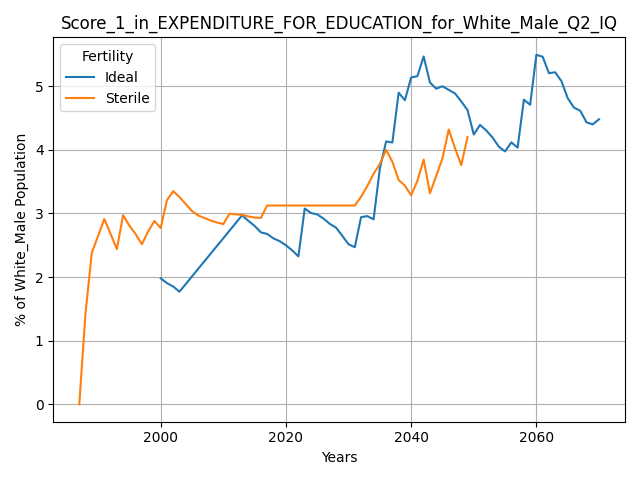 Score_1_in_EXPENDITURE_FOR_EDUCATION_for_White_Male_Q2_IQ
Fertility
Ideal
Sterile
% of White_Male Population
5
4
3
2
1
0
2000 2020 2040 2060
Years